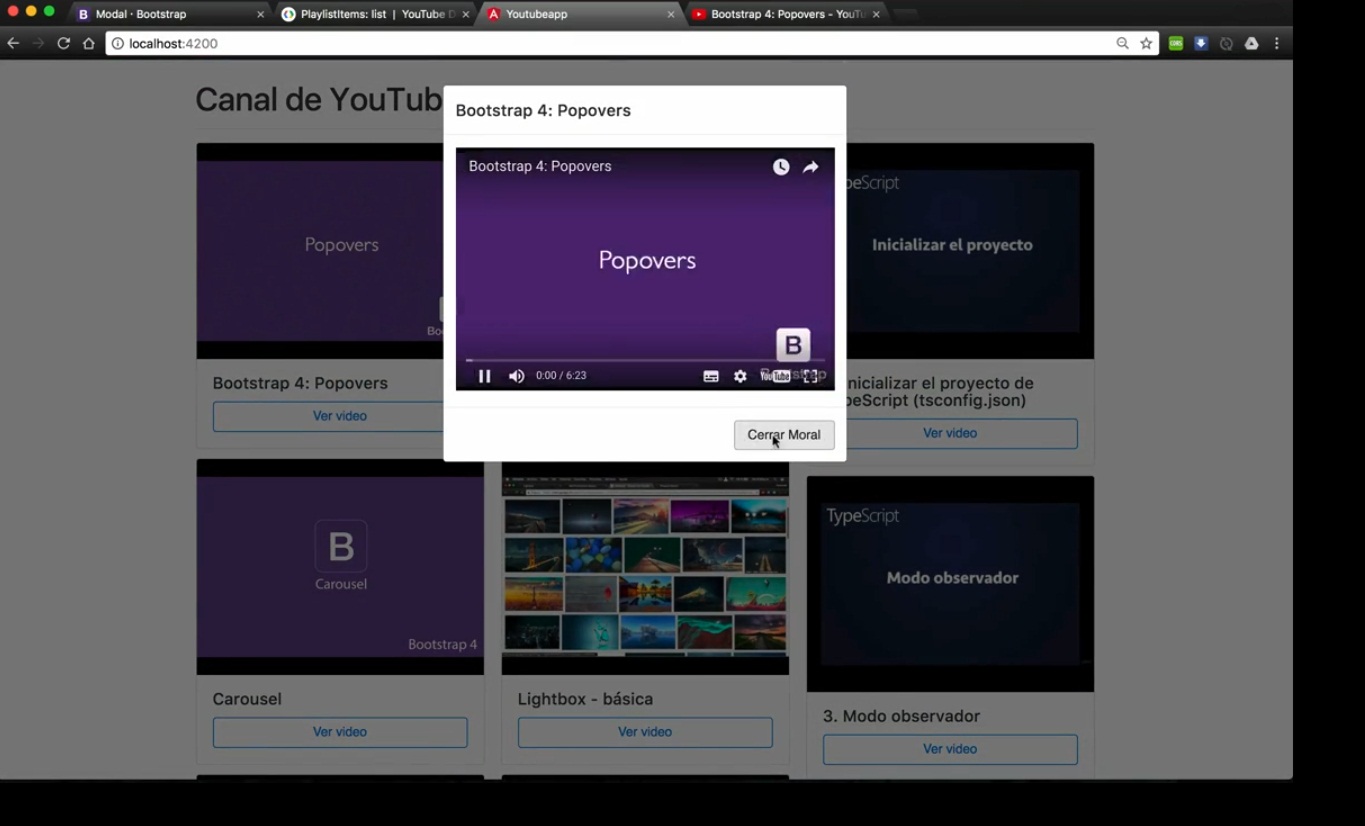 B Modal · Bootstrap
PlaylistItems: list | YouTube D
Youtubeapp
Bootstrap 4: Popovers - YouTu
localhost:4200
Canal de YouTub
Bootstrap 4: Popovers
Bootstrap 4: Popovers
Popovers
B
Bootstrap
0:00 / 6:23
YouTube
Cerrar Moral
Popovers
Boo
Bootstrap 4: Popovers
Ver video
peScript
Inicializar el proyecto
nicializar el proyecto de
peScript (tsconfig.json)
Ver video
B
Carousel
Bootstrap 4
Carousel
Ver video
Lightbox - básica
Ver video
TypeScript
Modo observador
3. Modo observador
Ver video